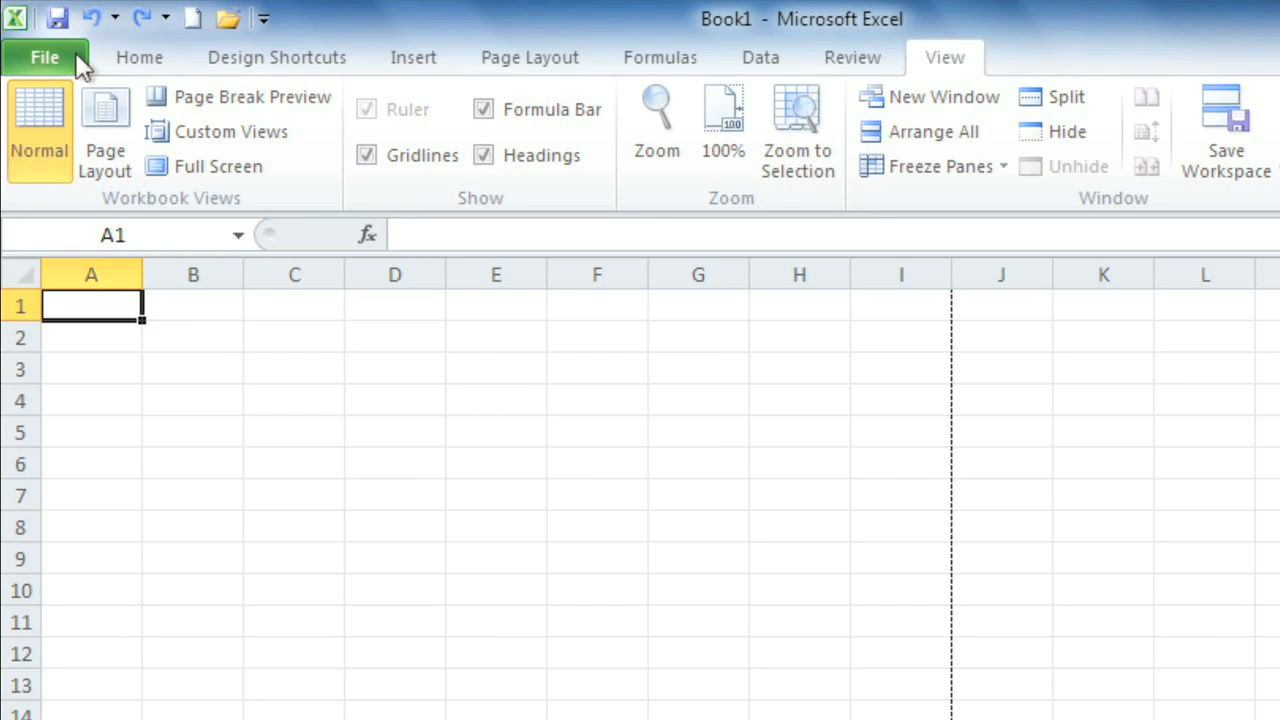 Book1 - Microsoft Excel
File Home Design Shortcuts Insert Page Layout Formulas Data Review View
Normal
Page Layout
Page Break Preview
Custom Views
Full Screen
Workbook Views
Ruler
Formula Bar
Gridlines
Headings
Show
Zoom
100
100%
Zoom to Selection
Zoom
New Window
Arrange All
Freeze Panes
Split
Hide
Unhide
Save Workspace
Window
A1
fx
A B C D E F G H I J K L
1
2
3
4
5
6
7
8
9
10
11
12
13
14